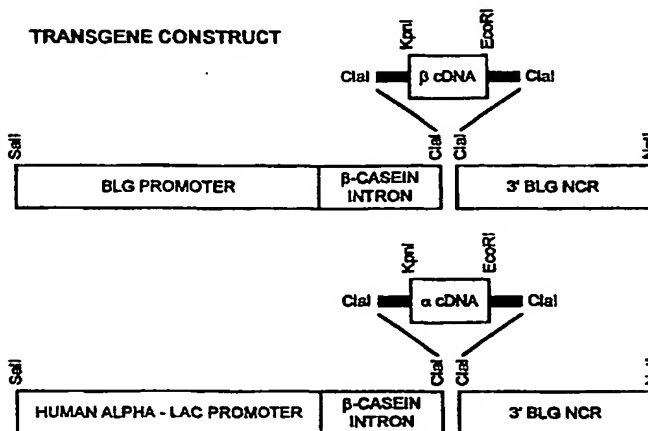 TRANSGENE CONSTRUCT
KpnI
EcoRI
ClaI
β cDNA
ClaI
SalI
ClaI
ClaI
BLG PROMOTER
β-CASEIN
INTRON
3' BLG NCR
KpnI
EcoRI
ClaI
α cDNA
ClaI
SalI
ClaI
ClaI
HUMAN ALPHA - LAC PROMOTER
β-CASEIN
INTRON
3' BLG NCR